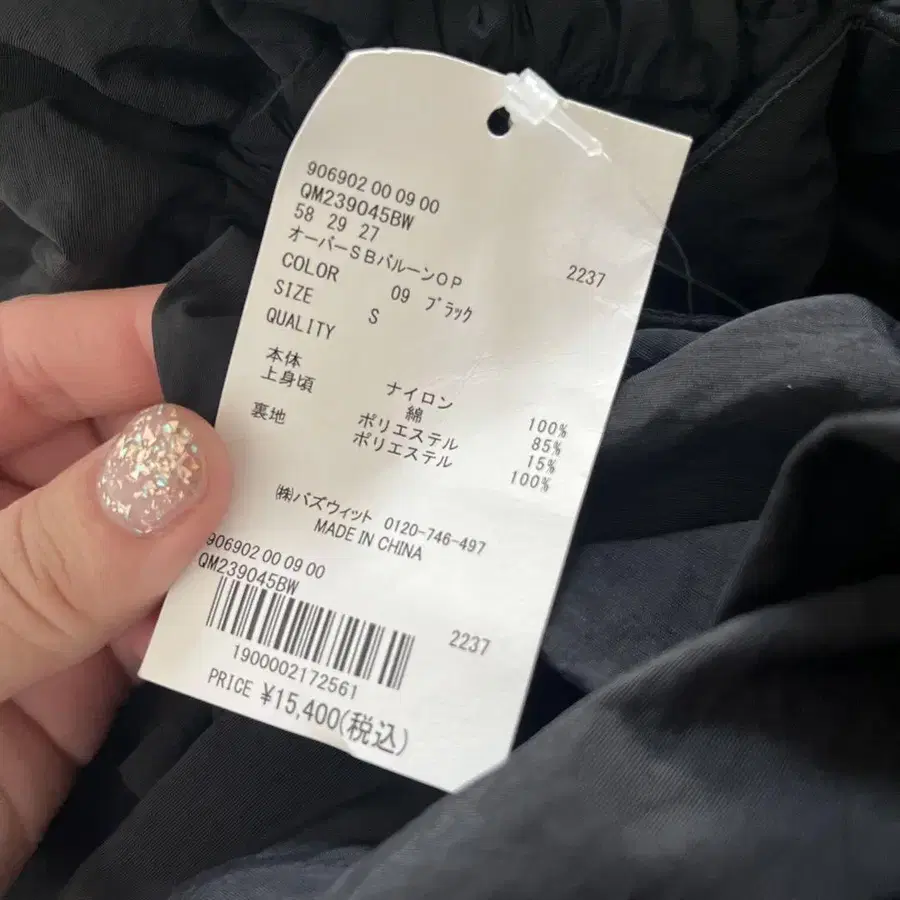 906902 00 09 00
QM239045BW
58 29 27
オーバーSBバルーンOP 2237
COLOR 09 ブラック
SIZE S
QUALITY
本体 ナイロン 100%
上身頃 綿 85%
ポリエステル 15%
裏地 ポリエステル 100%
㈱バズウィット 0120-746-497
MADE IN CHINA
906902 00 09 00
QM239045BW
2237
1900002172561
PRICE ¥15,400(税込)